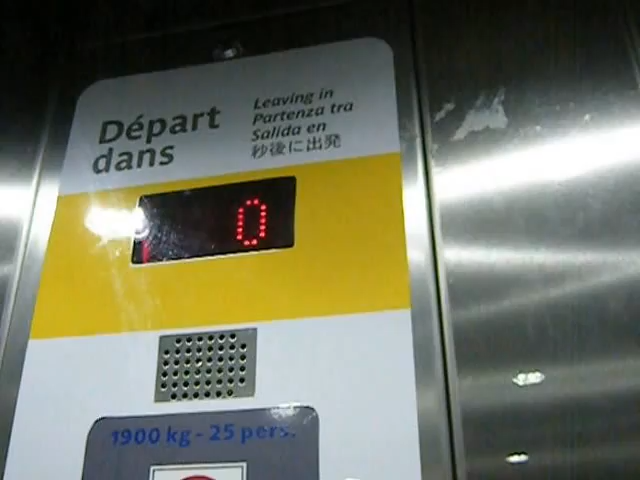 Départ
dans
Leaving in
Partenza tra
Salida en
秒後に出発
0
1900 kg - 25 pers.